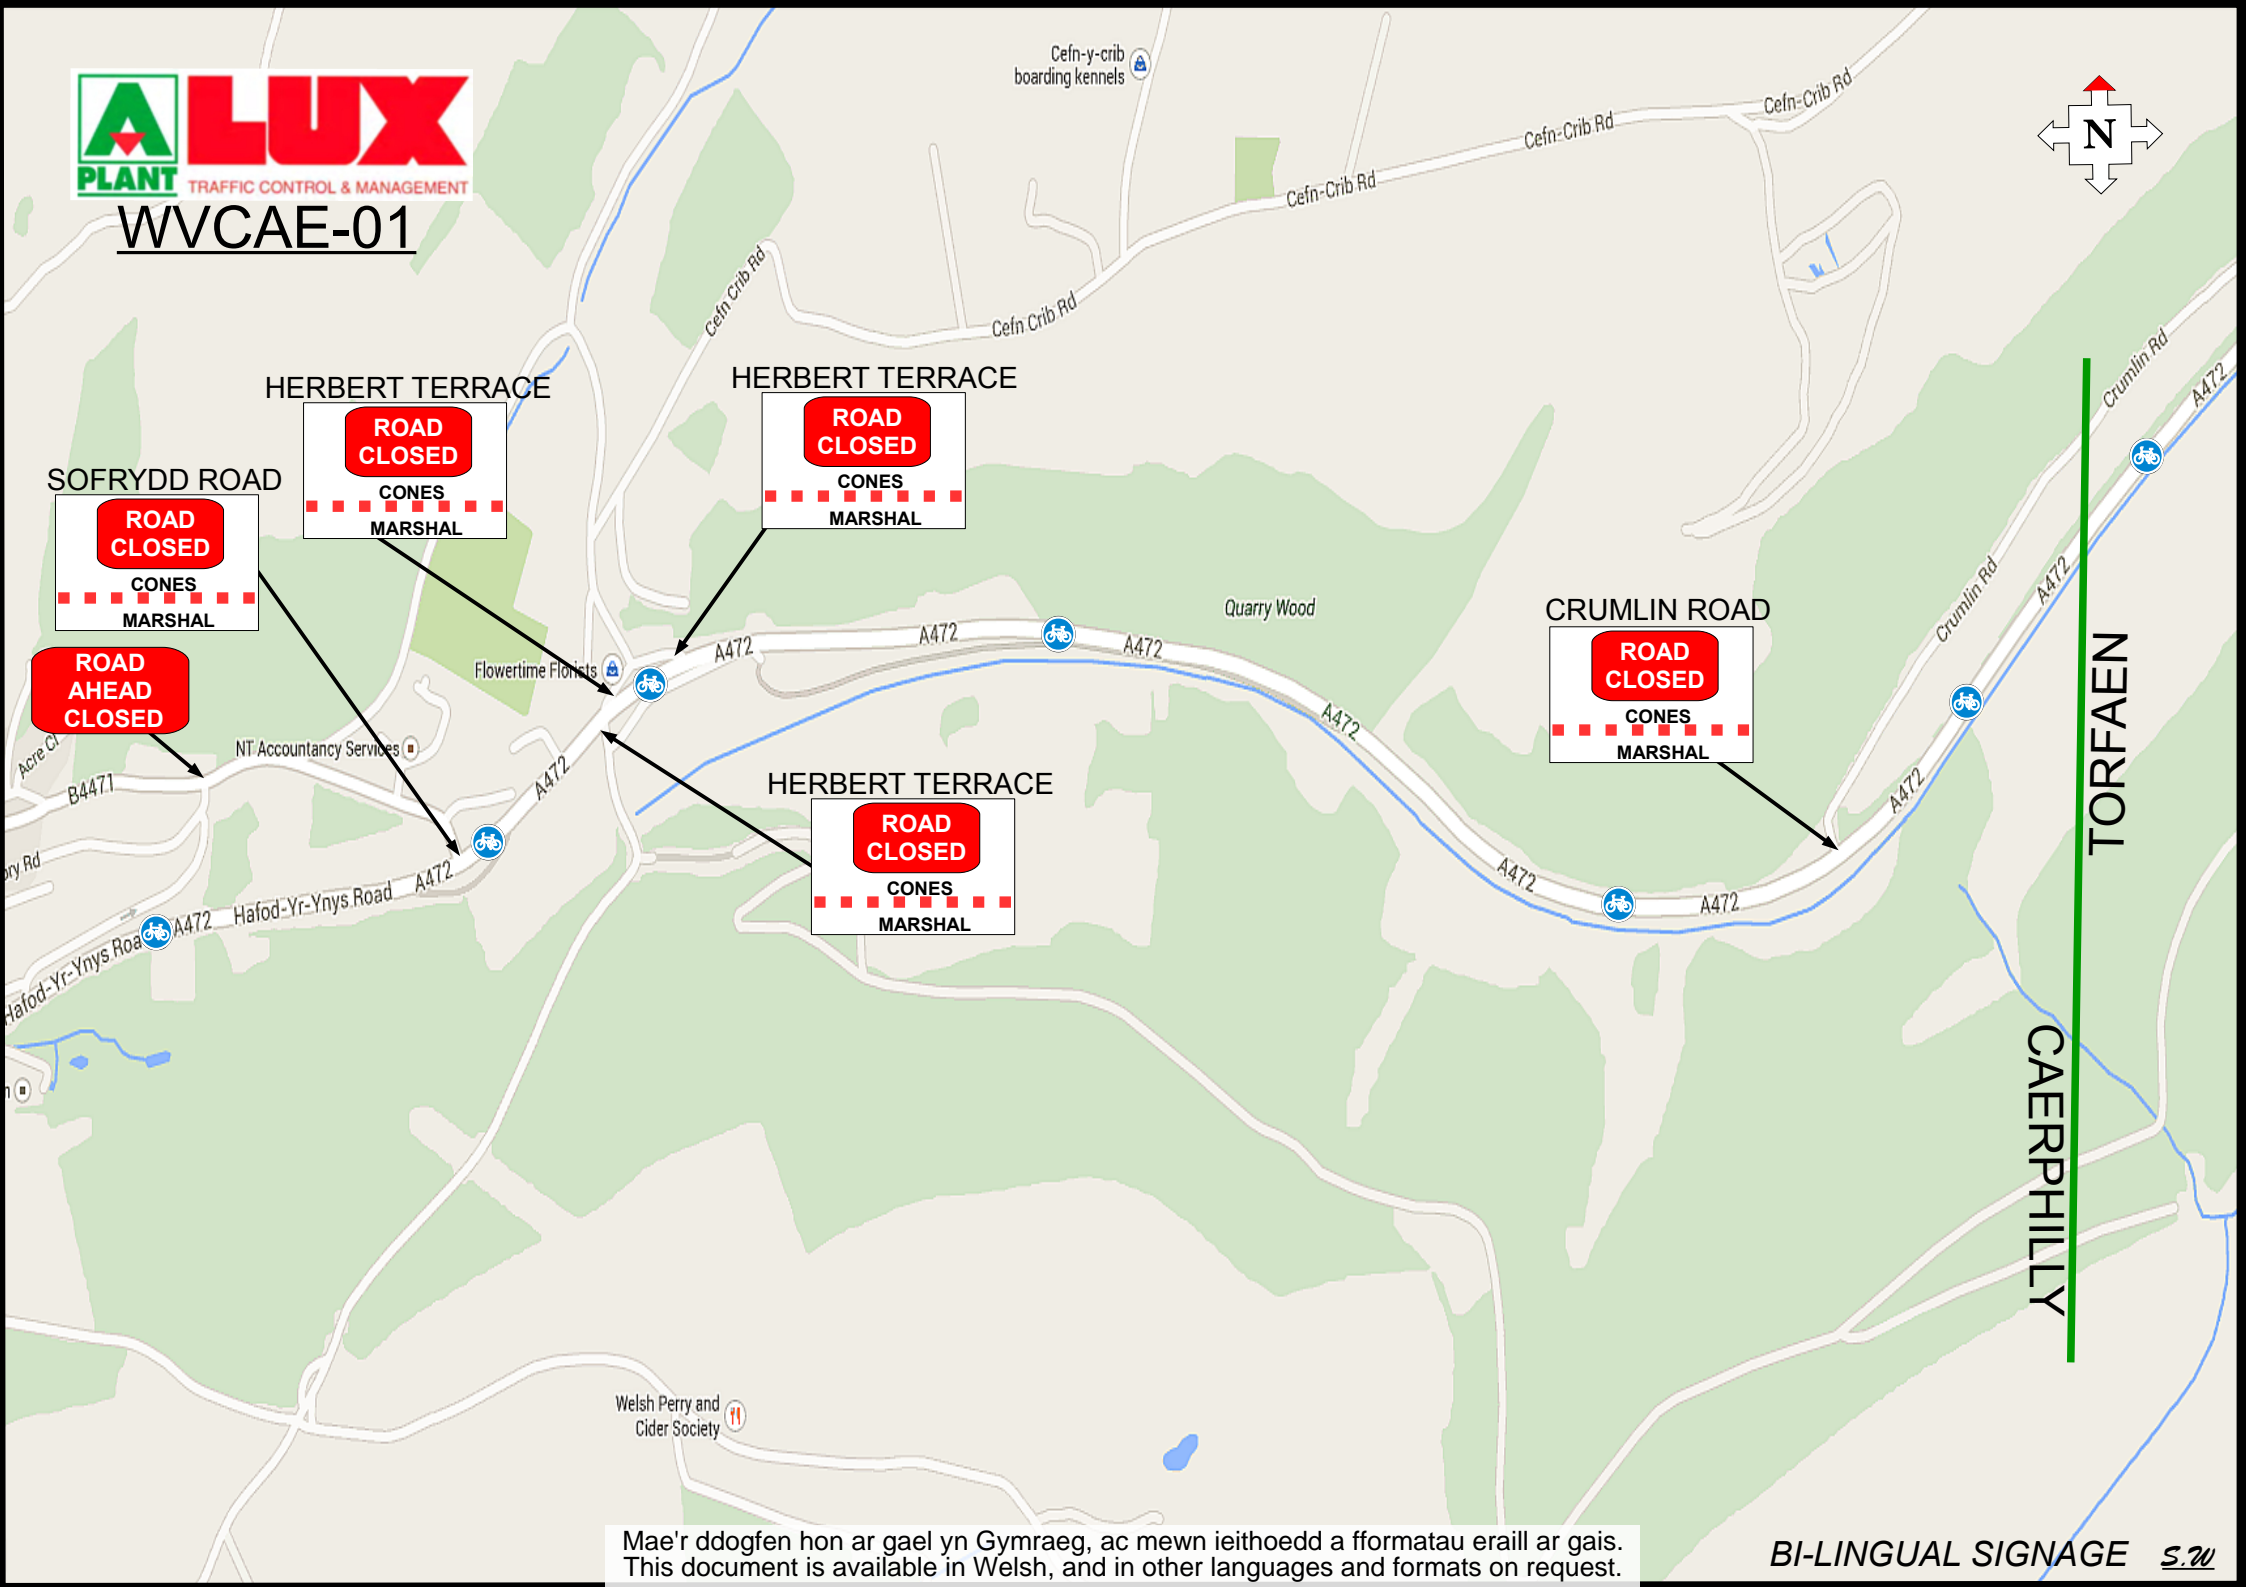 A
PLANT
LUX
TRAFFIC CONTROL & MANAGEMENT
WVCAE-01
Cefn-y-crib
boarding kennels
Cefn-Crib Rd
Cefn-Crib Rd
Cefn-Crib Rd
Cefn Crib Rd
Cefn Crib Rd
N
HERBERT TERRACE
ROAD
CLOSED
CONES
MARSHAL
HERBERT TERRACE
ROAD
CLOSED
CONES
MARSHAL
SOFRYDD ROAD
ROAD
CLOSED
CONES
MARSHAL
ROAD
AHEAD
CLOSED
Crumlin Rd
A472
A472
Crumlin Rd
Quarry Wood
CRUMLIN ROAD
ROAD
CLOSED
CONES
MARSHAL
TORFAEN
CAERPHILLY
Flowertime Florists
A472
A472
A472
A472
A472
A472
A472
NT Accountancy Services
Acre Cl
B4471
A472
HERBERT TERRACE
ROAD
CLOSED
CONES
MARSHAL
ory Rd
A472
Hafod-Yr-Ynys Road
A472
Hafod-Yr-Ynys Roa
Welsh Perry and
Cider Society
Mae'r ddogfen hon ar gael yn Gymraeg, ac mewn ieithoedd a fformatau eraill ar gais.
This document is available in Welsh, and in other languages and formats on request.
BI-LINGUAL SIGNAGE
S.W